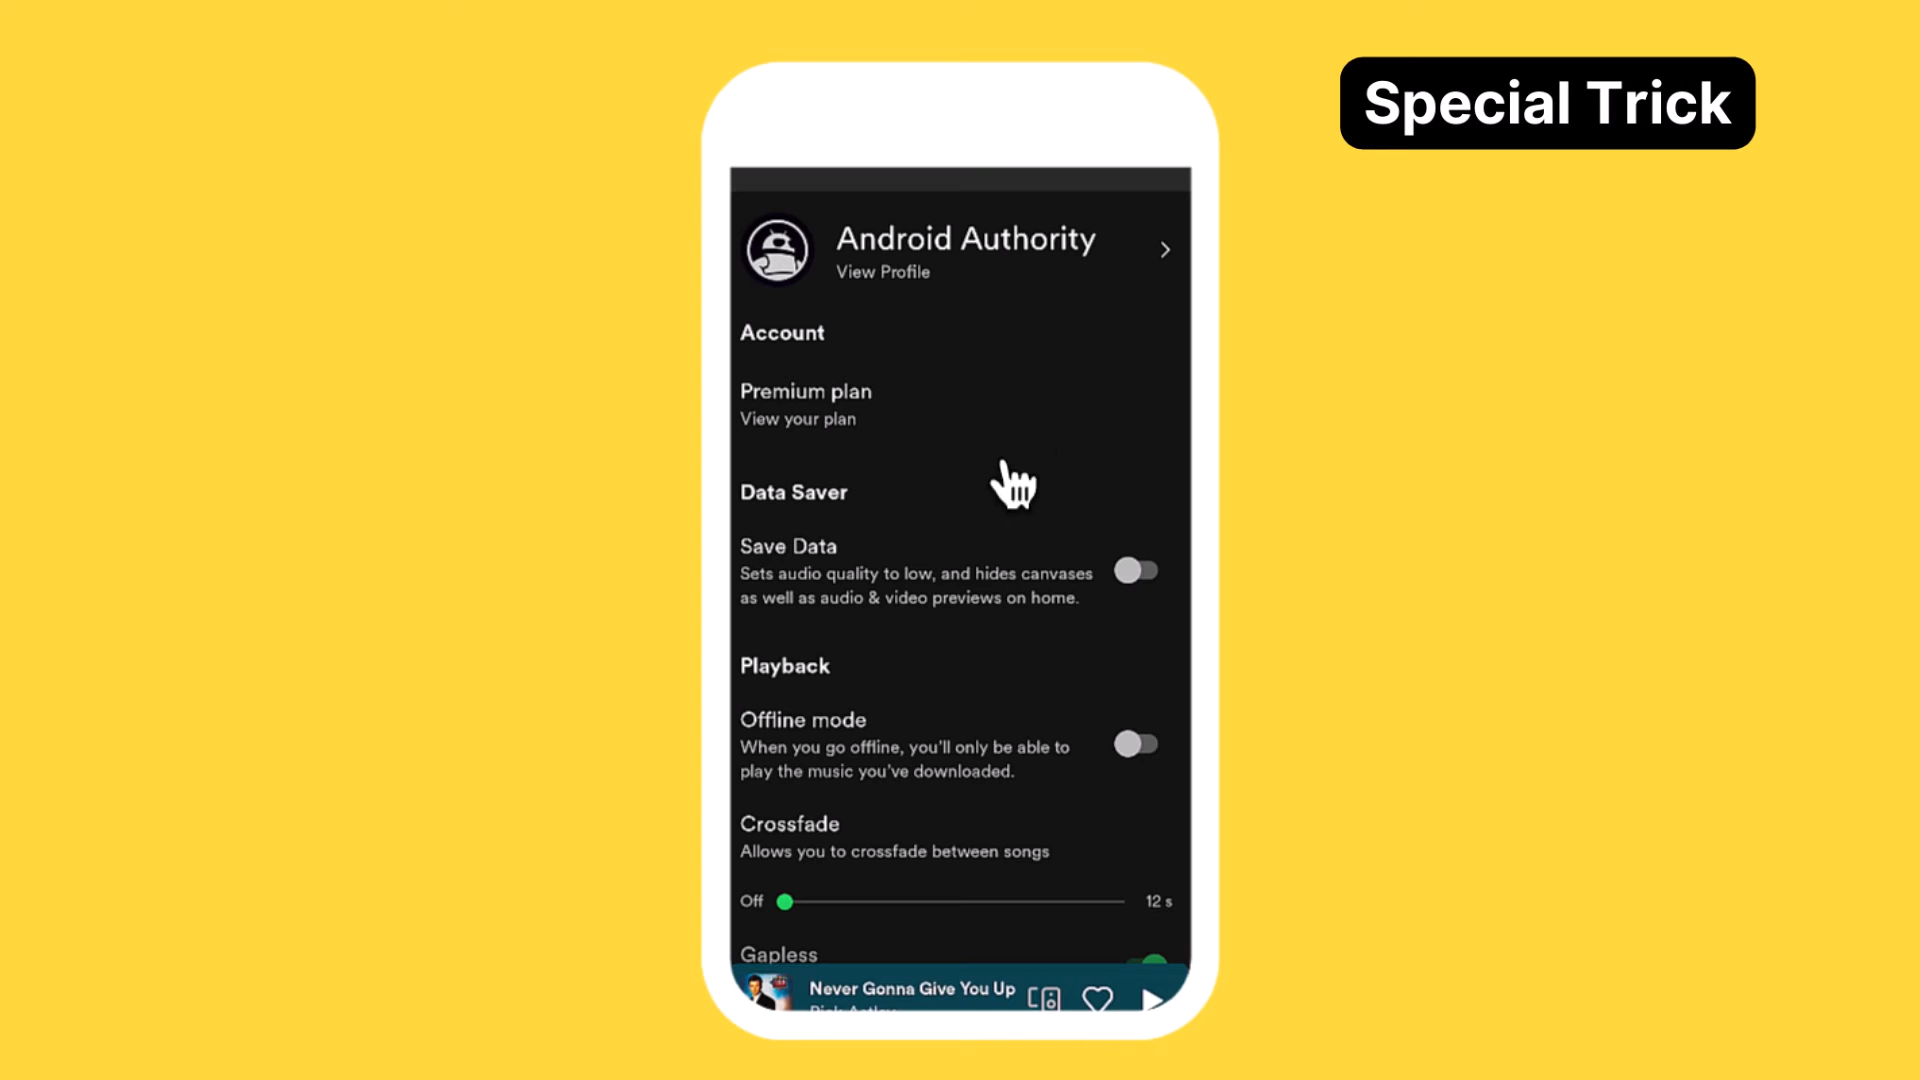 Special Trick
Android Authority
View Profile
Account
Premium plan
View your plan
Data Saver
Save Data
Sets audio quality to low, and hides canvases
as well as audio & video previews on home.
Playback
Offline mode
When you go offline, you'll only be able to
play the music you've downloaded.
Crossfade
Allows you to crossfade between songs
Off 12 s
Gapless
Never Gonna Give You Up
Rick Astley